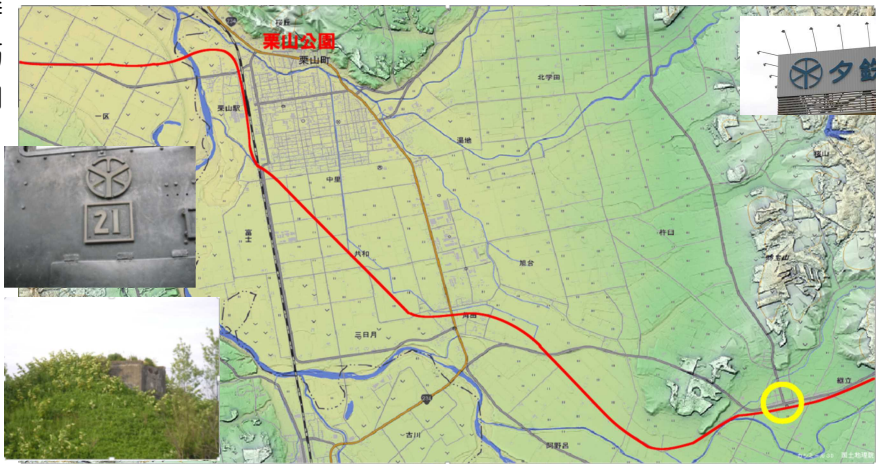 栗山公園
栗山町
北学田
夕鉄
栗山駅
一区
湯地
中里
21
富士
杵臼
共和
旭台
角田
三日月
継立
古川
阿野呂
国土地理院